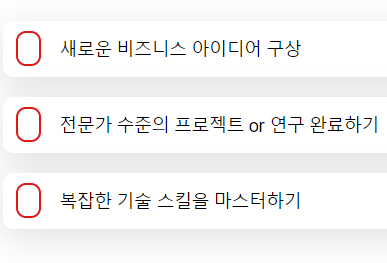 새로운 비즈니스 아이디어 구상
전문가 수준의 프로젝트 or 연구 완료하기
복잡한 기술 스킬을 마스터하기